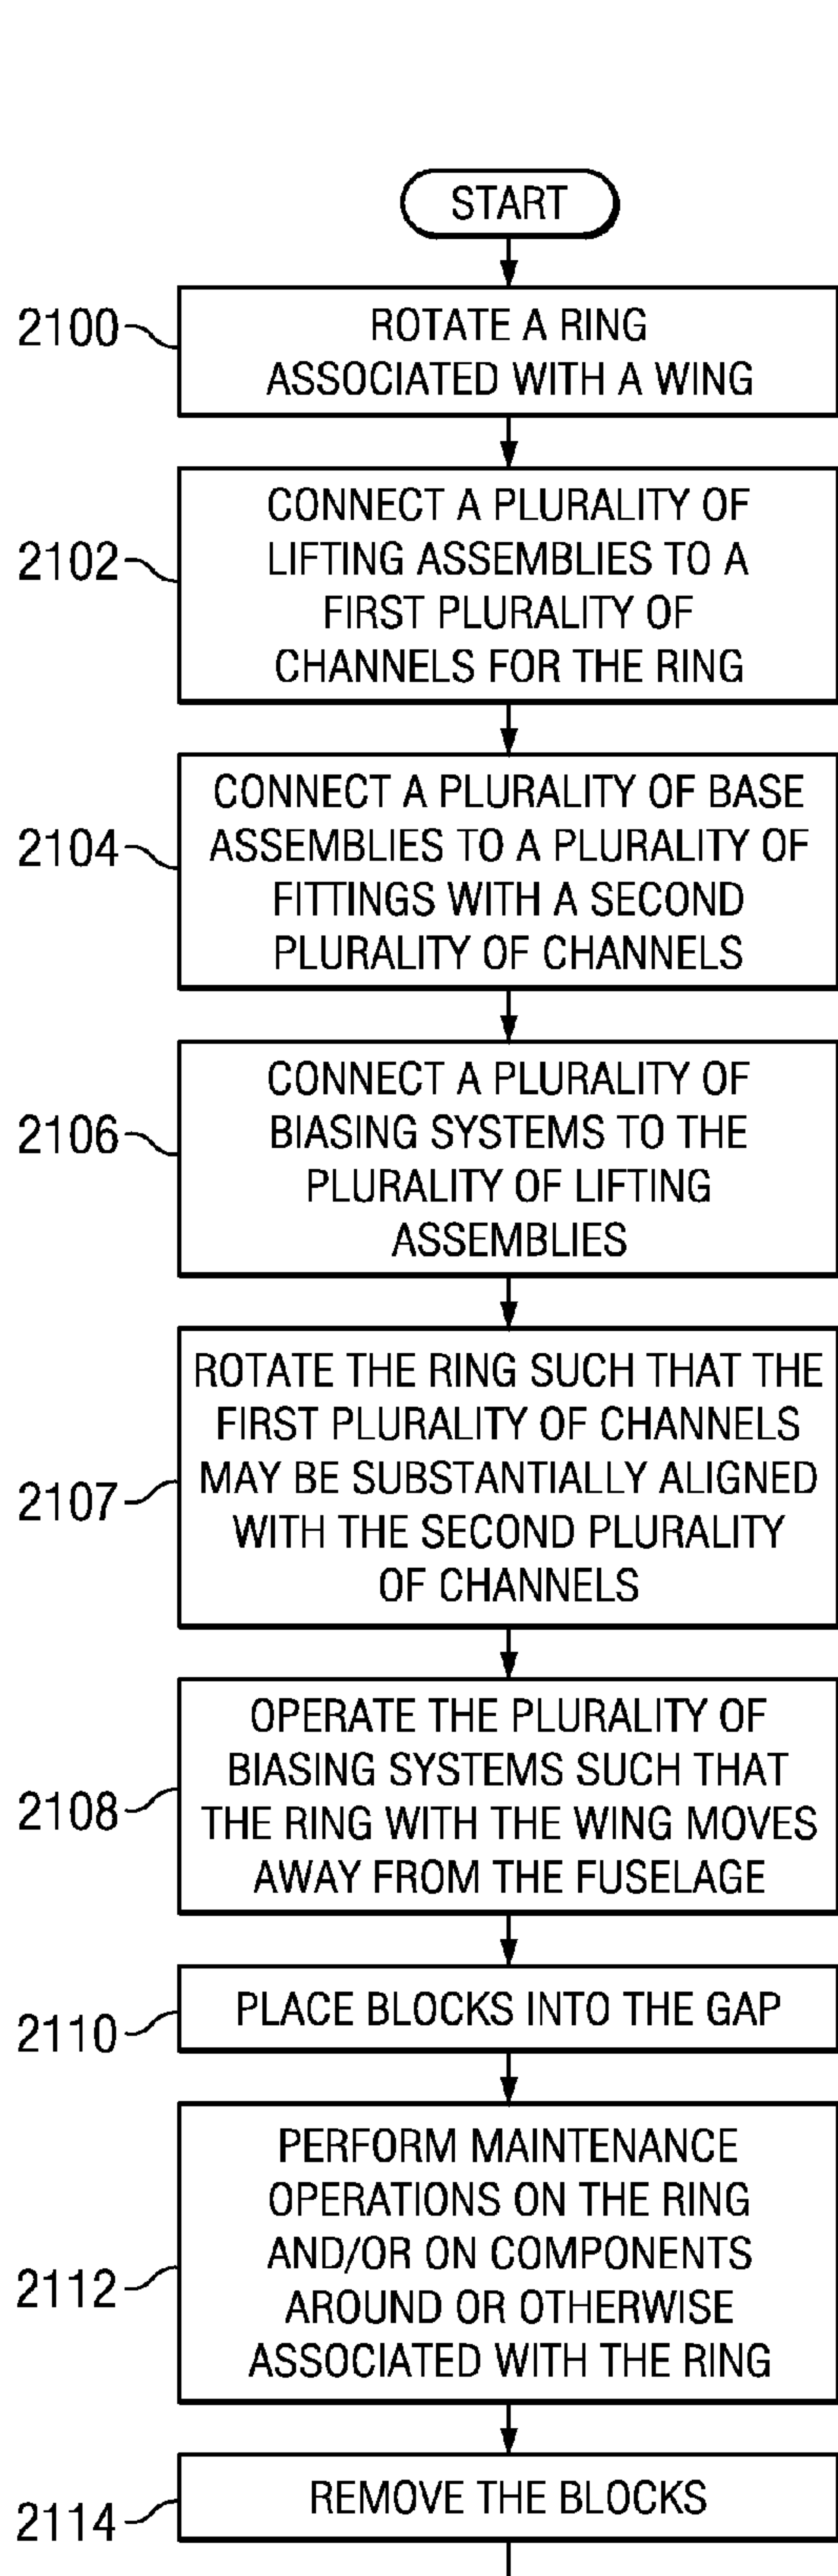 START
2100
ROTATE A RING
ASSOCIATED WITH A WING
2102
CONNECT A PLURALITY OF
LIFTING ASSEMBLIES TO A
FIRST PLURALITY OF
CHANNELS FOR THE RING
2104
CONNECT A PLURALITY OF BASE
ASSEMBLIES TO A PLURALITY OF
FITTINGS WITH A SECOND
PLURALITY OF CHANNELS
2106
CONNECT A PLURALITY OF
BIASING SYSTEMS TO THE
PLURALITY OF LIFTING
ASSEMBLIES
2107
ROTATE THE RING SUCH THAT THE
FIRST PLURALITY OF CHANNELS
MAY BE SUBSTANTIALLY ALIGNED
WITH THE SECOND PLURALITY
OF CHANNELS
2108
OPERATE THE PLURALITY OF
BIASING SYSTEMS SUCH THAT
THE RING WITH THE WING MOVES
AWAY FROM THE FUSELAGE
2110
PLACE BLOCKS INTO THE GAP
2112
PERFORM MAINTENANCE
OPERATIONS ON THE RING
AND/OR ON COMPONENTS
AROUND OR OTHERWISE
ASSOCIATED WITH THE RING
2114
REMOVE THE BLOCKS